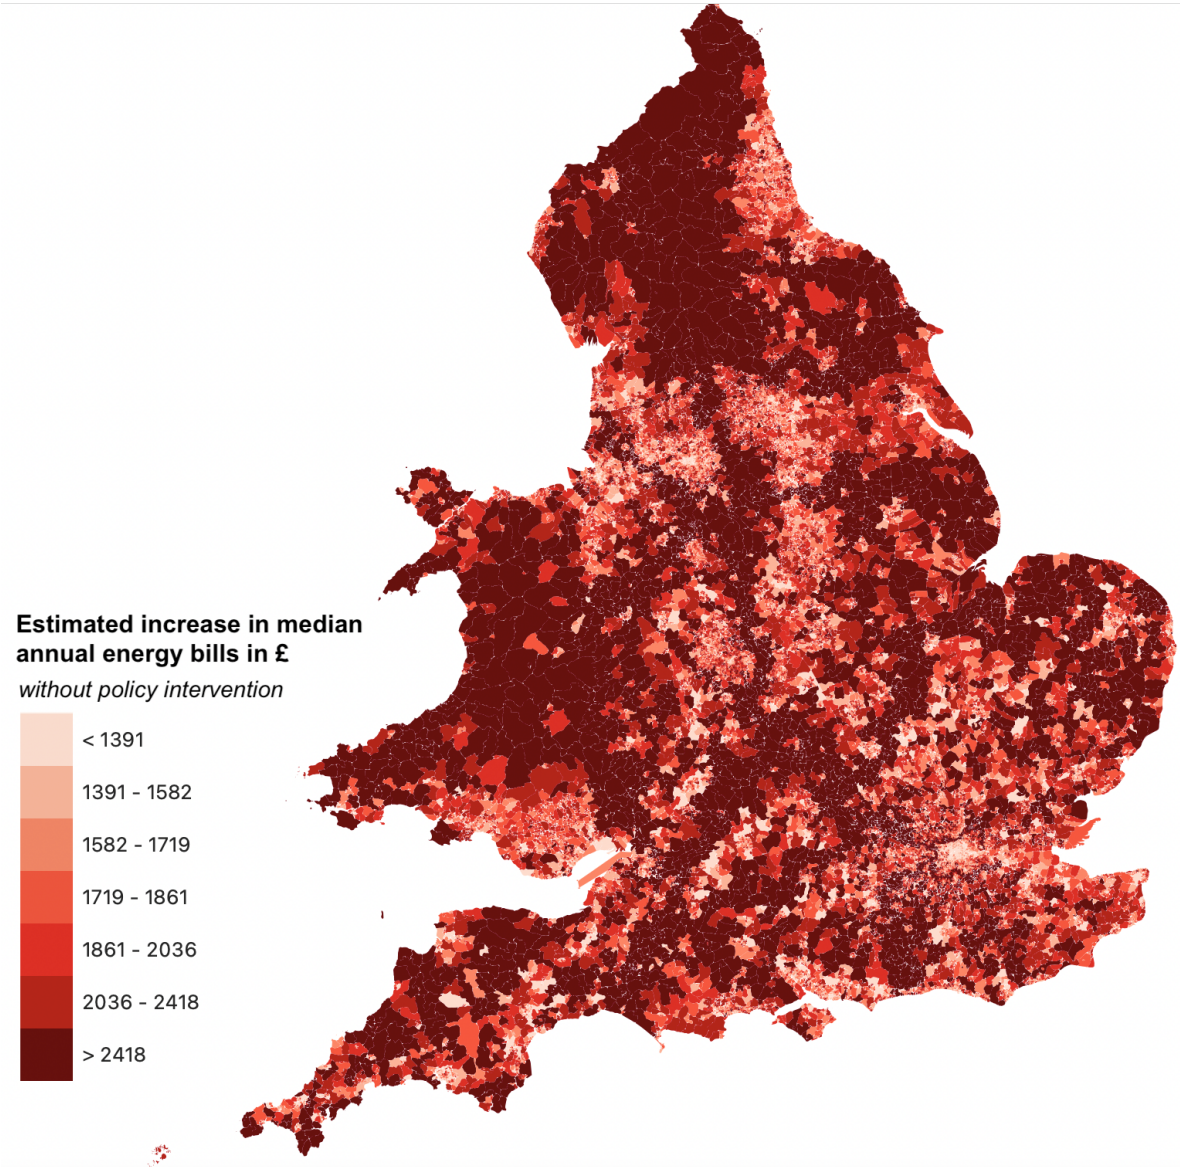 Estimated increase in median
annual energy bills in £
without policy intervention
< 1391
1391 - 1582
1582 - 1719
1719 - 1861
1861 - 2036
2036 - 2418
> 2418